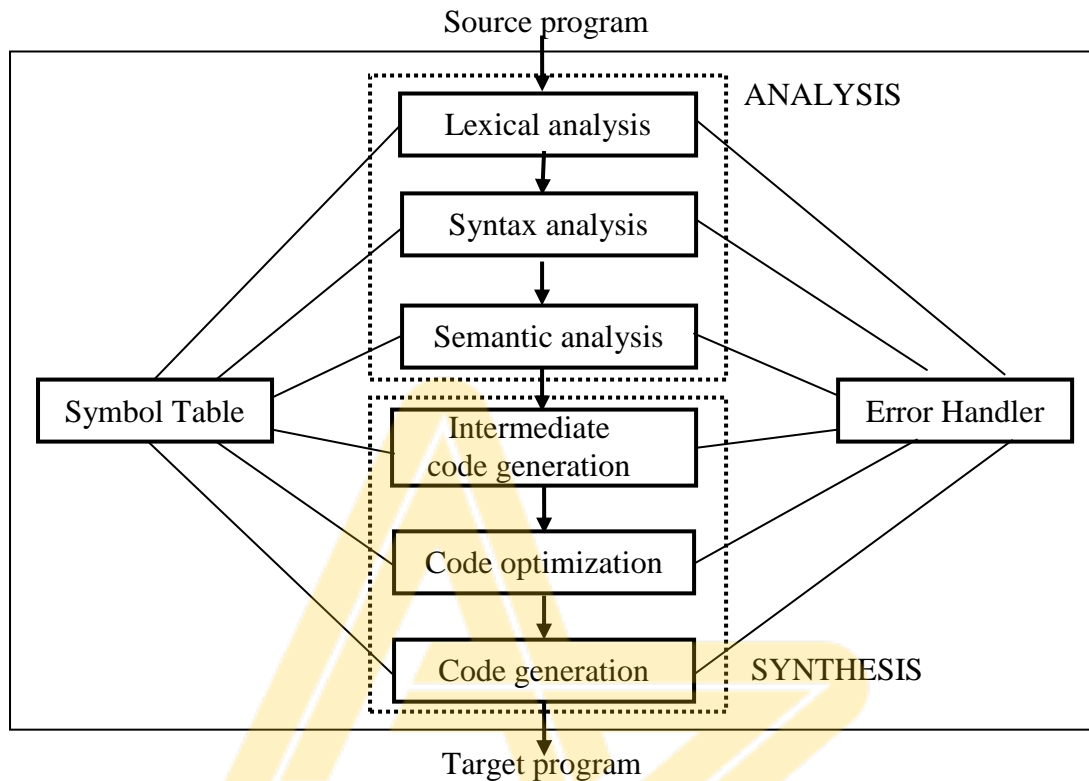 Source program
ANALYSIS
Lexical analysis
Syntax analysis
Semantic analysis
Symbol Table
Error Handler
Intermediate
code generation
Code optimization
Code generation
SYNTHESIS
Target program